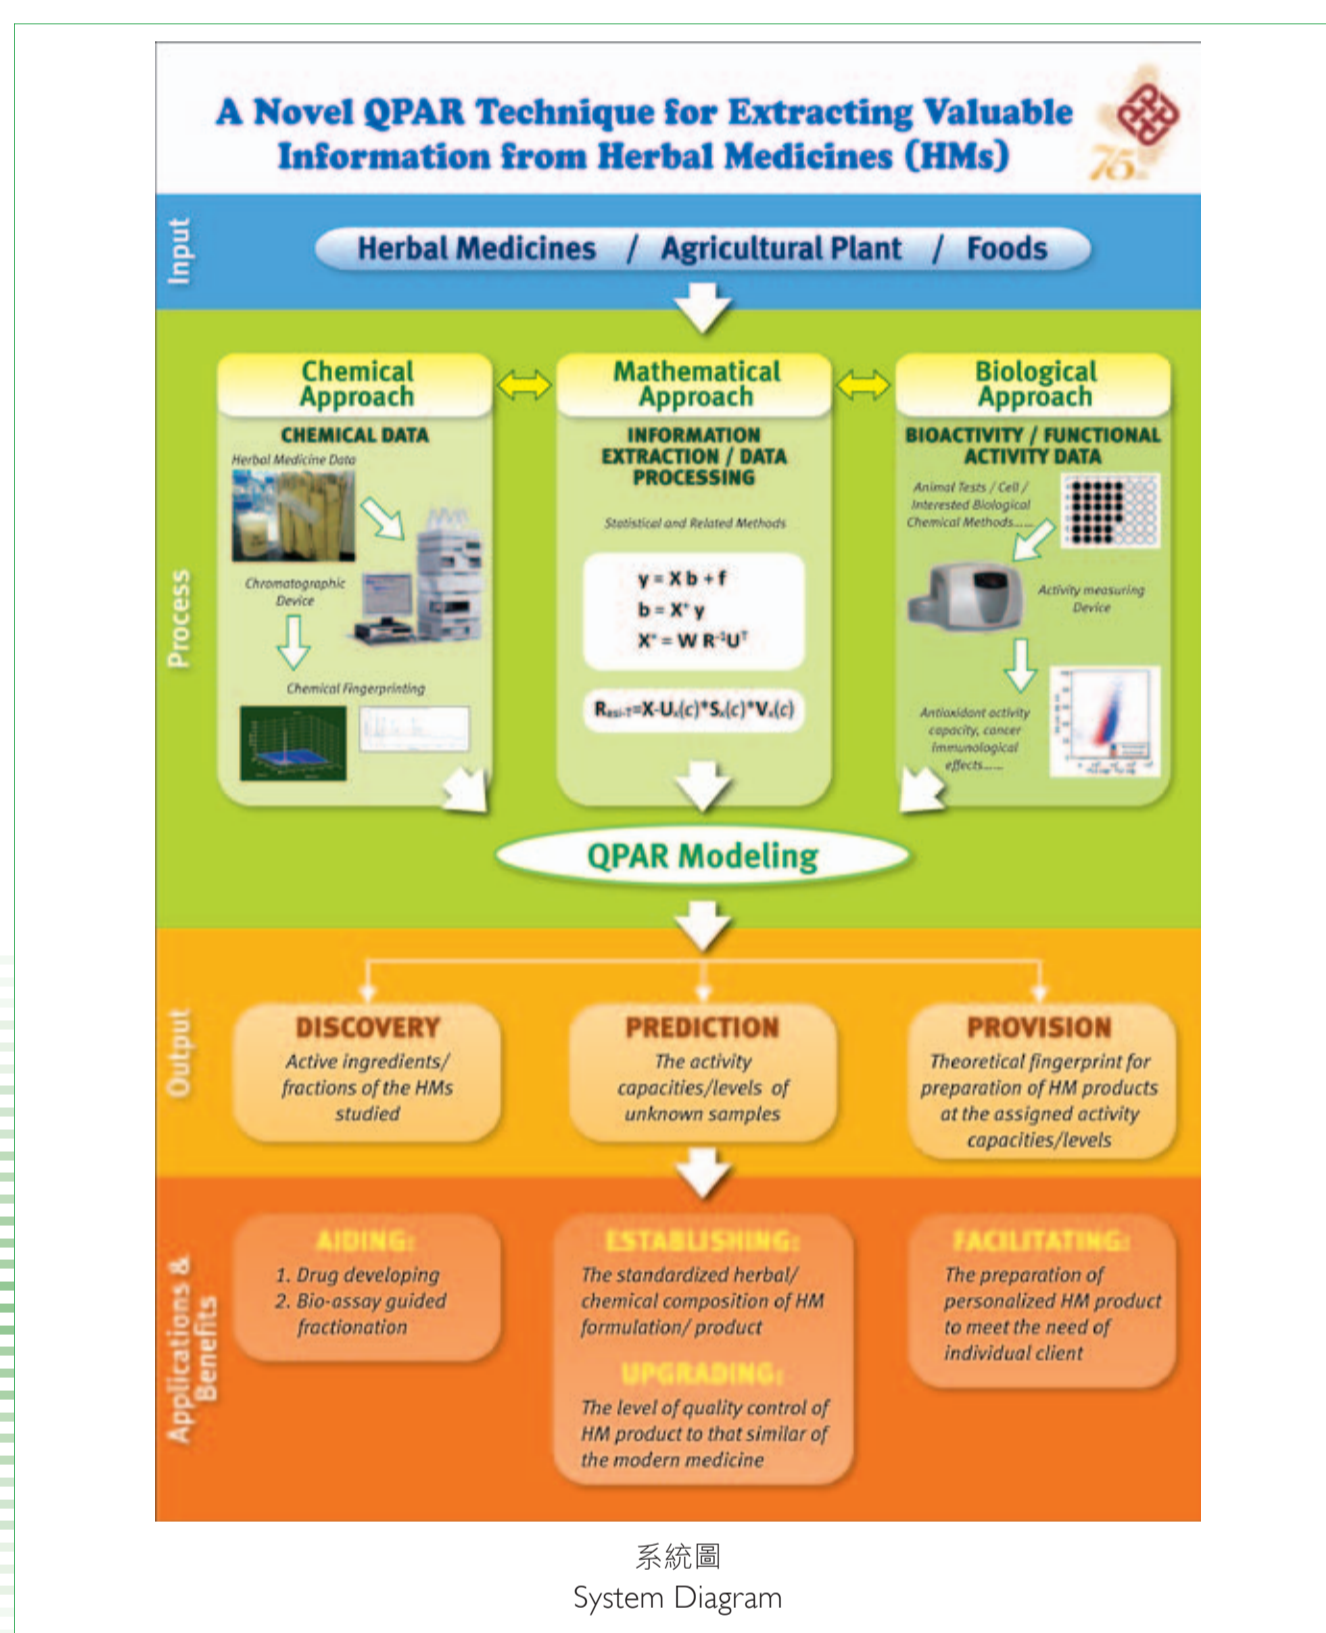 A Novel QPAR Technique for Extracting Valuable
Information from Herbal Medicines (HMs)
75
Input
Herbal Medicines / Agricultural Plant / Foods
Process
Chemical
Approach
CHEMICAL DATA
Herbal Medicine Data
Chromatographic
Device
Chemical Fingerprinting
Mathematical
Approach
INFORMATION
EXTRACTION / DATA
PROCESSING
Statistical and Related Methods
y = X b + f
b = X⁺ y
X⁺ = W R⁻¹Uᵀ
Biological
Approach
BIOACTIVITY / FUNCTIONAL
ACTIVITY DATA
Animal Tests / Cell /
Interested Biological
Chemical Methods......
Activity measuring
Device
Antioxidant activity
capacity, cancer
immunological
effects......
QPAR Modeling
Output
DISCOVERY
Active ingredients/
fractions of the HMs
studied
PREDICTION
The activity
capacities/levels of
unknown samples
PROVISION
Theoretical fingerprint for
preparation of HM products
at the assigned activity
capacities/levels
Applications &
Benefits
AIDING:
1. Drug developing
2. Bio-assay guided
fractionation
ESTABLISHING:
The standardized herbal/
chemical composition of HM
formulation/ product
UPGRADING:
The level of quality control of
HM product to that similar of
the modern medicine
FACILITATING:
The preparation of
personalized HM product
to meet the need of
individual client
系統圖
System Diagram